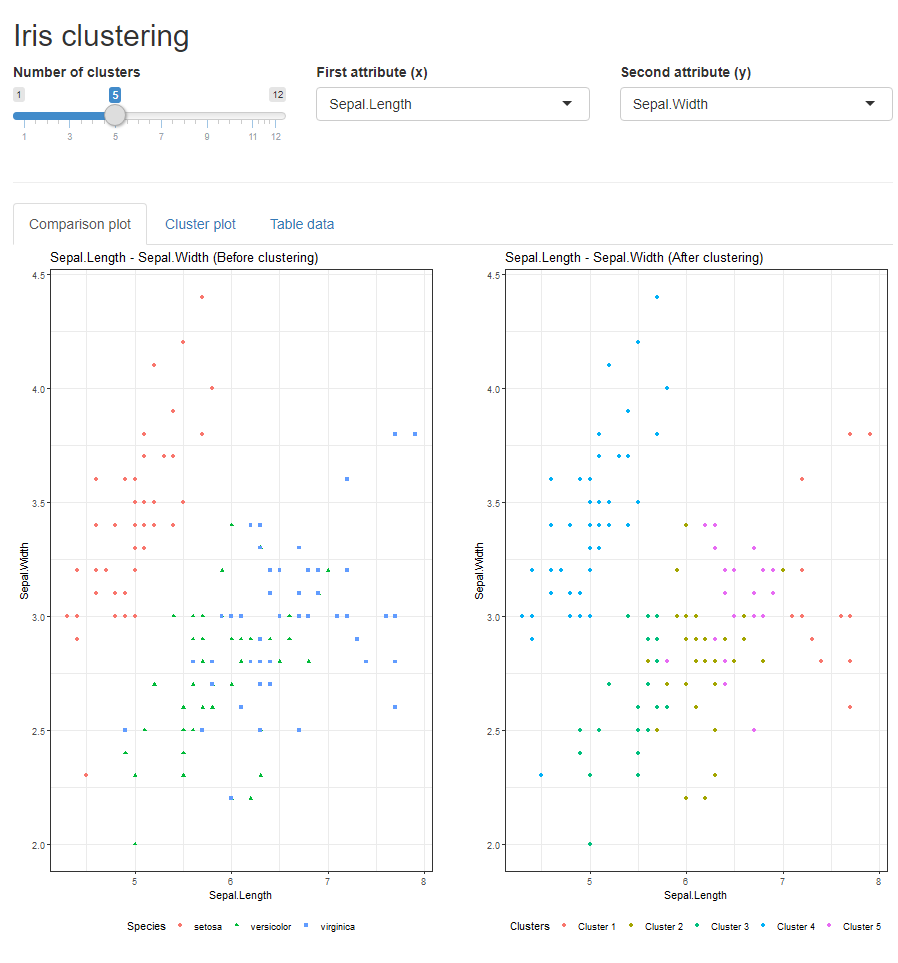 Iris clustering
Number of clusters
First attribute (x)
Second attribute (y)
1 5 12
Sepal.Length
Sepal.Width
1 3 5 7 9 11 12
Comparison plot Cluster plot Table data
Sepal.Length - Sepal.Width (Before clustering)
4.5
4.0
3.5
3.0
2.5
2.0
Sepal.Width
5 6 7 8
Sepal.Length
Species setosa versicolor virginica
Sepal.Length - Sepal.Width (After clustering)
4.5
4.0
3.5
3.0
2.5
2.0
Sepal.Width
5 6 7 8
Sepal.Length
Clusters Cluster 1 Cluster 2 Cluster 3 Cluster 4 Cluster 5